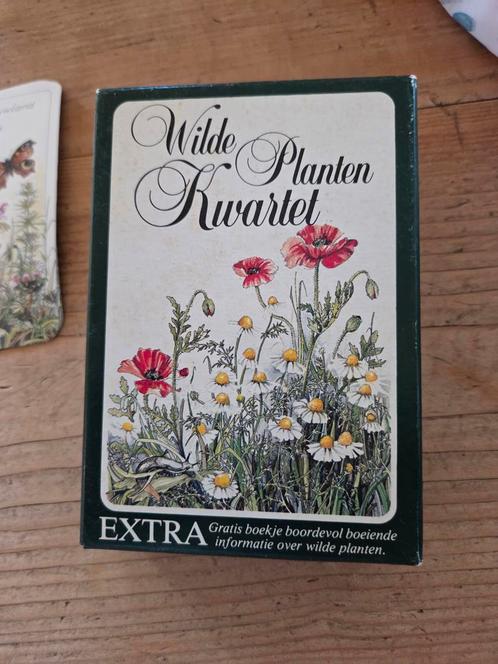 Wilde
Planten
Kwartet
EXTRA
Gratis boekje boordevol boeiende
informatie over wilde planten.